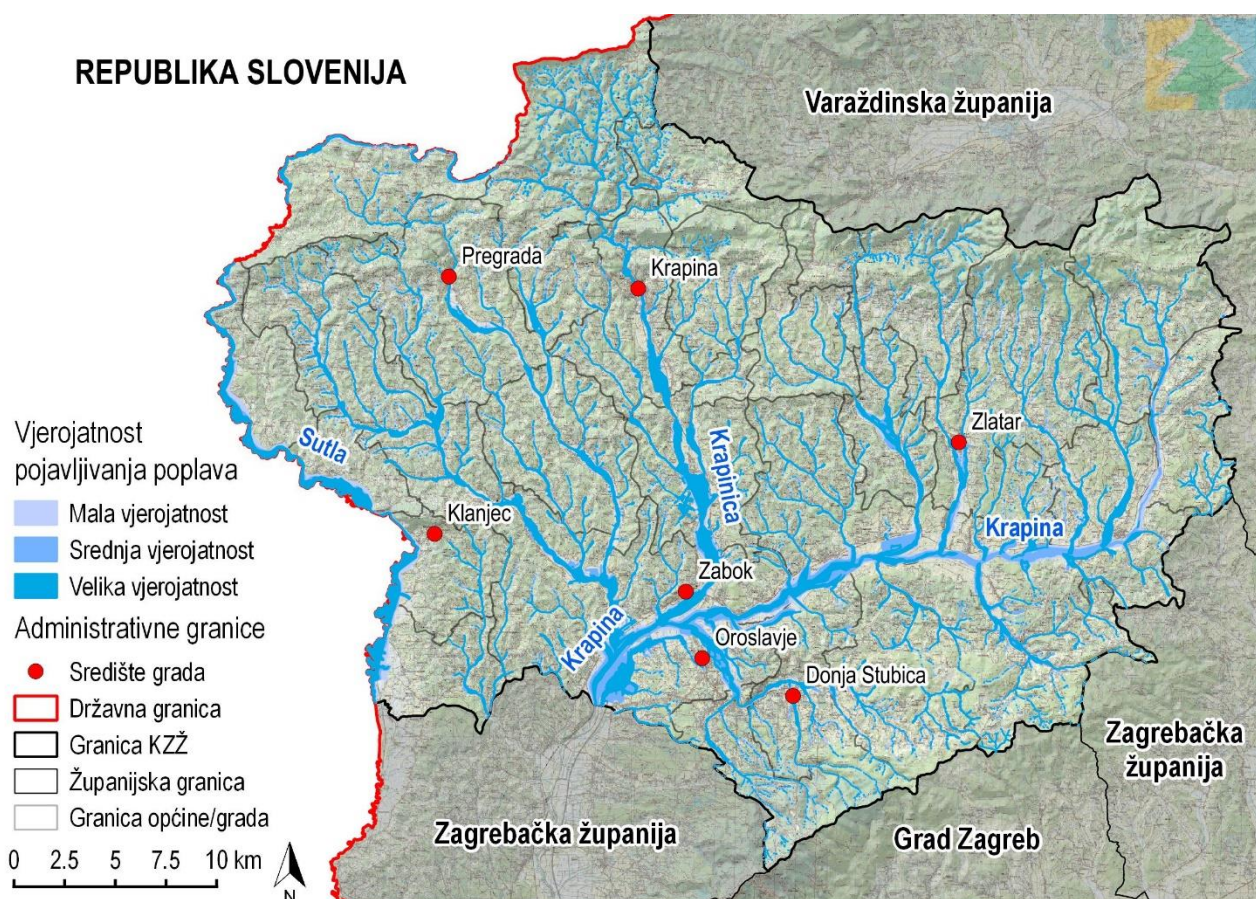 REPUBLIKA SLOVENIJA
Varaždinska županija
Pregrada
Krapina
Sutla
Krapinica
Zlatar
Klanjec
Krapina
Zabok
Krapina
Oroslavje
Donja Stubica
Zagrebačka
županija
Zagrebačka županija
Grad Zagreb
Vjerojatnost
pojavljivanja poplava
Mala vjerojatnost
Srednja vjerojatnost
Velika vjerojatnost
Administrativne granice
Središte grada
Državna granica
Granica KZŽ
Županijska granica
Granica općine/grada
0 2.5 5 7.5 10 km
N